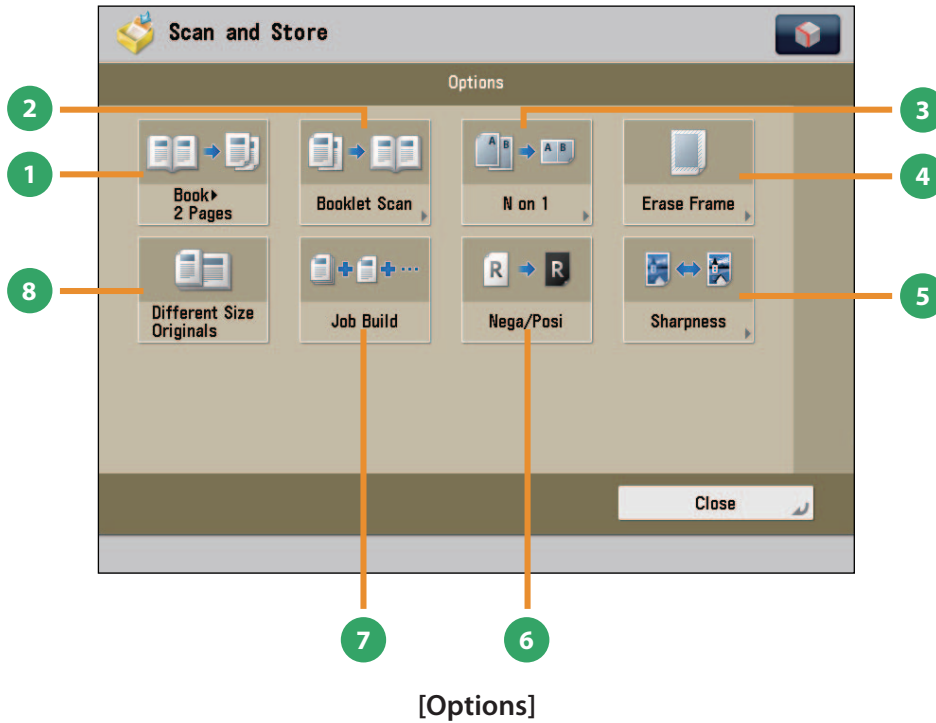 Scan and Store
Options
2
3
1
4
Book▸
2 Pages
Booklet Scan
A B → A B
N on 1
Erase Frame
8
5
Different Size
Originals
Job Build
R → R
Nega/Posi
Sharpness
Close
7
6
[Options]